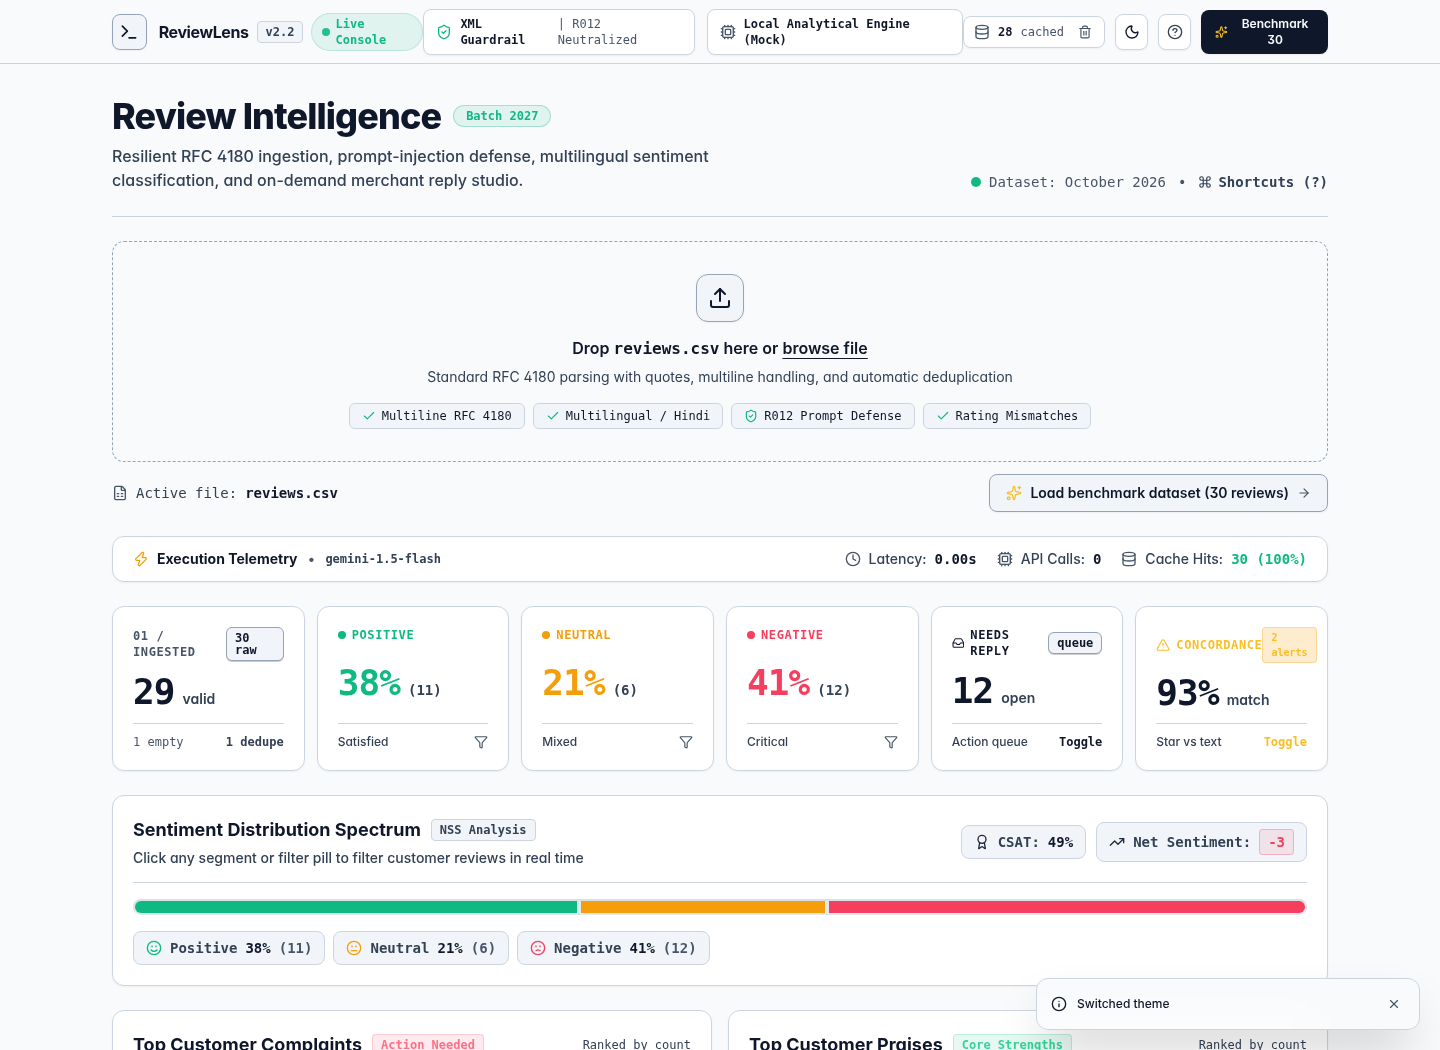 ReviewLens v2.2 Live Console XML Guardrail | R012 Neutralized Local Analytical Engine (Mock) 28 cached Benchmark 30
Review Intelligence Batch 2027
Resilient RFC 4180 ingestion, prompt-injection defense, multilingual sentiment
classification, and on-demand merchant reply studio.
Dataset: October 2026 • ⌘ Shortcuts (?)
Drop reviews.csv here or browse file
Standard RFC 4180 parsing with quotes, multiline handling, and automatic deduplication
Multiline RFC 4180 Multilingual / Hindi R012 Prompt Defense Rating Mismatches
Active file: reviews.csv Load benchmark dataset (30 reviews) →
Execution Telemetry • gemini-1.5-flash Latency: 0.00s API Calls: 0 Cache Hits: 30 (100%)
01 / INGESTED 30 raw
29 valid
1 empty 1 dedupe
POSITIVE
38% (11)
Satisfied
NEUTRAL
21% (6)
Mixed
NEGATIVE
41% (12)
Critical
NEEDS REPLY queue
12 open
Action queue Toggle
CONCORDANCE 2 alerts
93% match
Star vs text Toggle
Sentiment Distribution Spectrum NSS Analysis
Click any segment or filter pill to filter customer reviews in real time
CSAT: 49% Net Sentiment: -3
Positive 38% (11) Neutral 21% (6) Negative 41% (12)
Switched theme
Top Customer Complaints Action Needed Ranked by count
Top Customer Praises Core Strengths Ranked by count